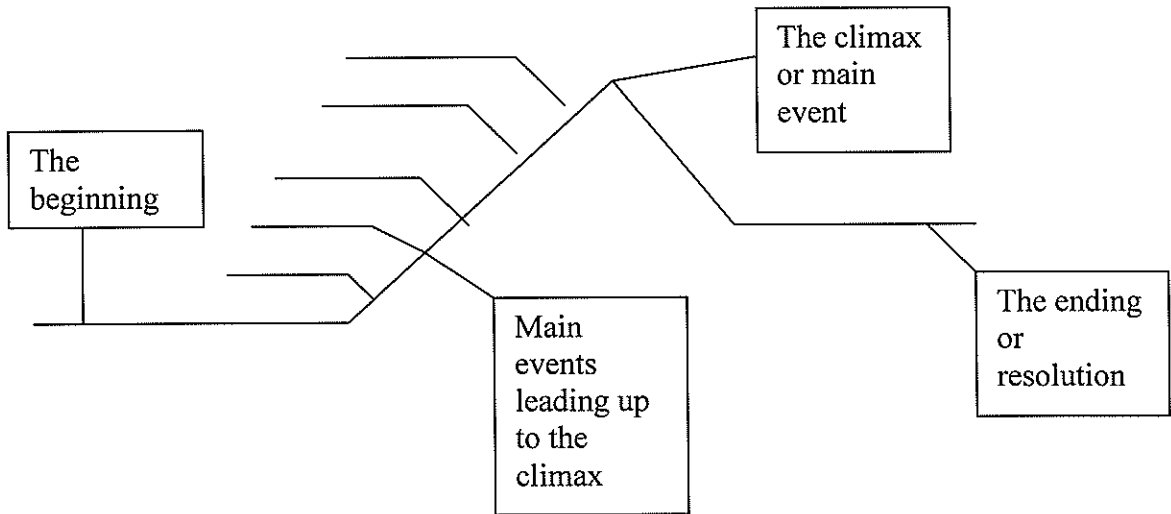 The climax
or main
event
The
beginning
Main
events
leading up
to the
climax
The ending
or
resolution